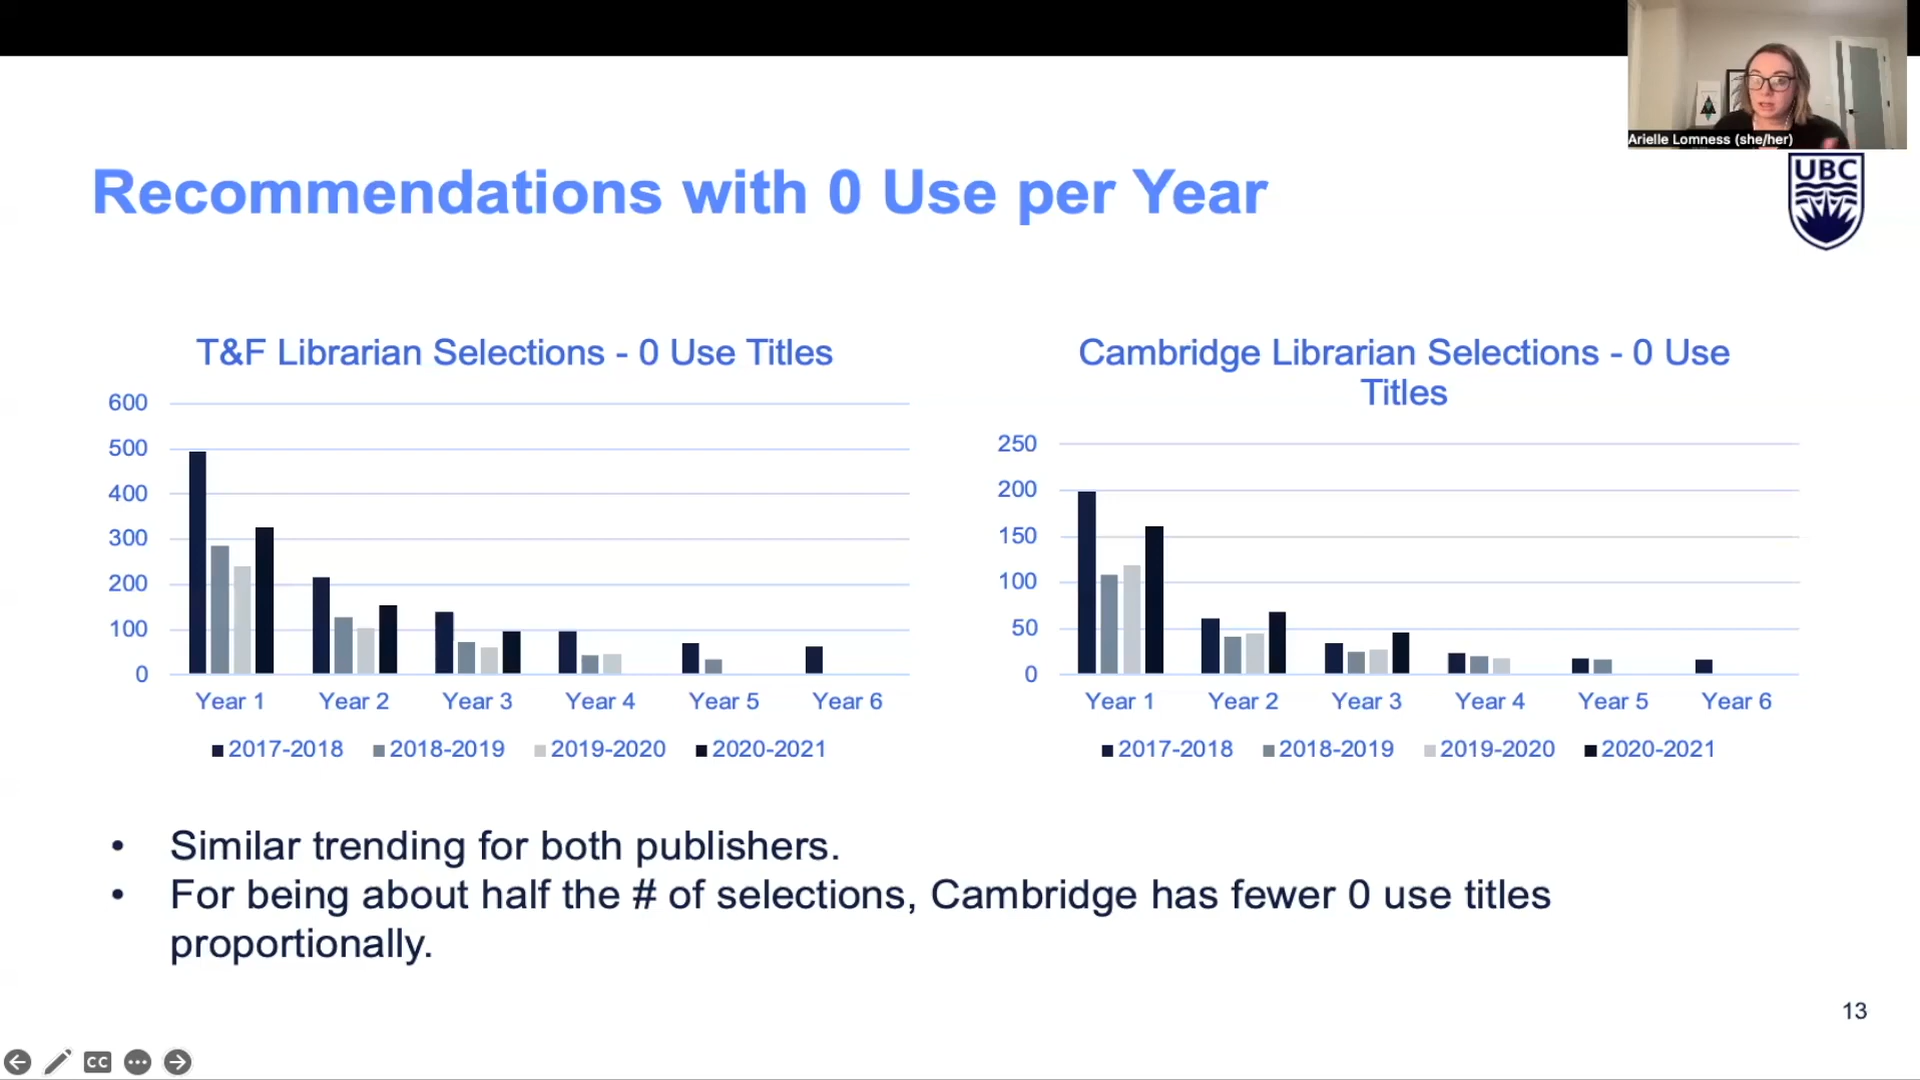 Arielle Lomness (she/her)
UBC
Recommendations with 0 Use per Year
T&F Librarian Selections - 0 Use Titles
600
500
400
300
200
100
0
Year 1 Year 2 Year 3 Year 4 Year 5 Year 6
2017-2018 2018-2019 2019-2020 2020-2021
Cambridge Librarian Selections - 0 Use
Titles
250
200
150
100
50
0
Year 1 Year 2 Year 3 Year 4 Year 5 Year 6
2017-2018 2018-2019 2019-2020 2020-2021
• Similar trending for both publishers.
• For being about half the # of selections, Cambridge has fewer 0 use titles
proportionally.
13
CC